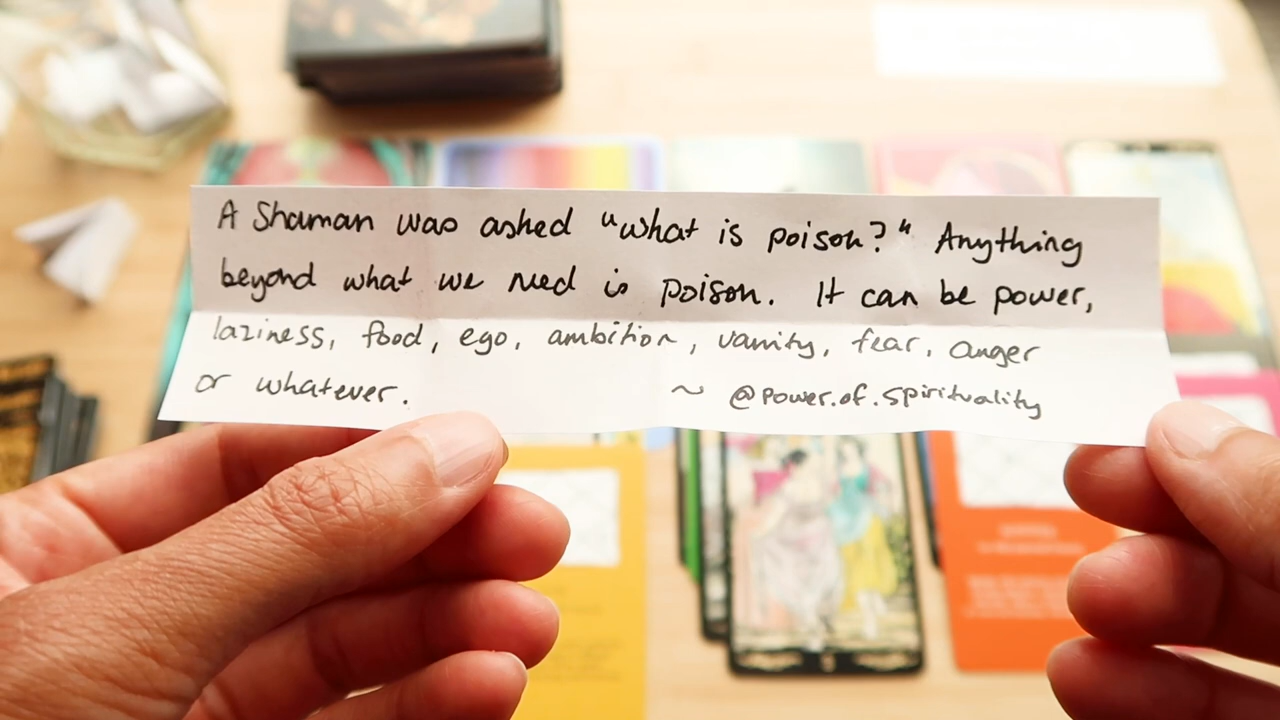 A Shaman was asked "what is poison?" Anything
beyond what we need is poison. It can be power,
laziness, food, ego, ambition, vanity, fear, anger
or whatever. ~ @power.of.spirituality